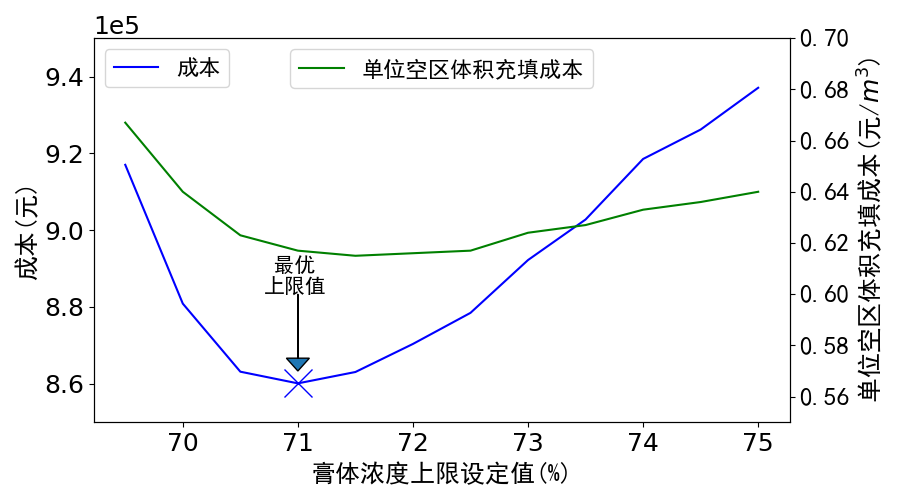 1e5
成本
单位空区体积充填成本
9.4
9.2
9.0
8.8
8.6
成本(元)
0.70
0.68
0.66
0.64
0.62
0.60
0.58
0.56
单位空区体积充填成本(元/m³)
最优
上限值
70 71 72 73 74 75
膏体浓度上限设定值(%)